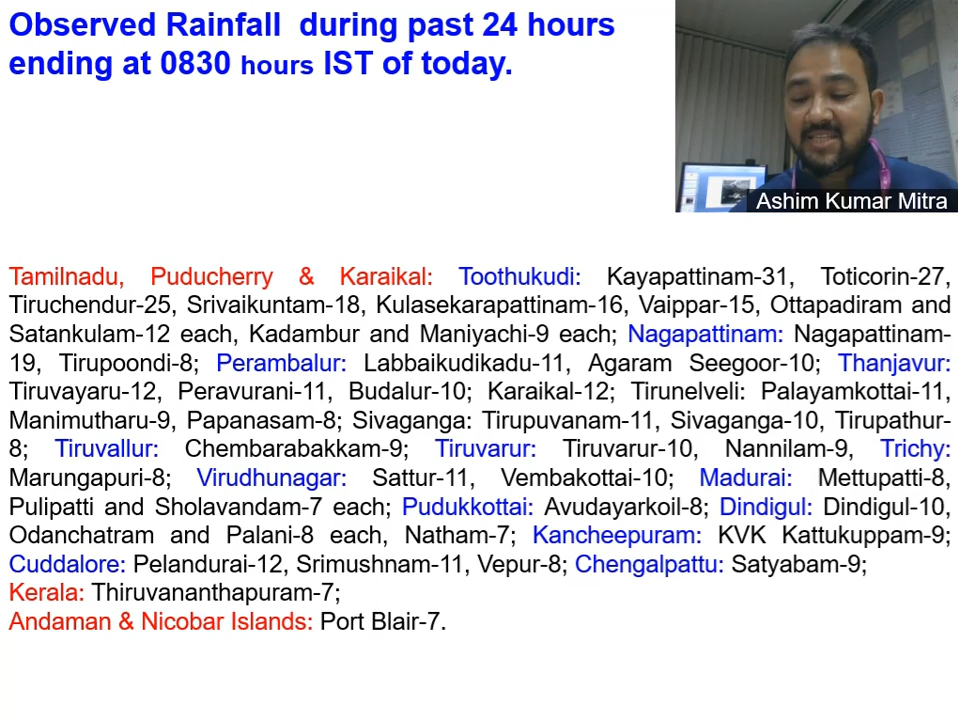 Observed Rainfall during past 24 hours
ending at 0830 hours IST of today.
Ashim Kumar Mitra
Tamilnadu, Puducherry & Karaikal: Toothukudi: Kayapattinam-31, Toticorin-27,
Tiruchendur-25, Srivaikuntam-18, Kulasekarapattinam-16, Vaippar-15, Ottapadiram and
Satankulam-12 each, Kadambur and Maniyachi-9 each; Nagapattinam: Nagapattinam-
19, Tirupoondi-8; Perambalur: Labbaikudikadu-11, Agaram Seegoor-10; Thanjavur:
Tiruvayaru-12, Peravurani-11, Budalur-10; Karaikal-12; Tirunelveli: Palayamkottai-11,
Manimutharu-9, Papanasam-8; Sivaganga: Tirupuvanam-11, Sivaganga-10, Tirupathur-
8; Tiruvallur: Chembarabakkam-9; Tiruvarur: Tiruvarur-10, Nannilam-9, Trichy:
Marungapuri-8; Virudhunagar: Sattur-11, Vembakottai-10; Madurai: Mettupatti-8,
Pulipatti and Sholavandam-7 each; Pudukkottai: Avudayarkoil-8; Dindigul: Dindigul-10,
Odanchatram and Palani-8 each, Natham-7; Kancheepuram: KVK Kattukuppam-9;
Cuddalore: Pelandurai-12, Srimushnam-11, Vepur-8; Chengalpattu: Satyabam-9;
Kerala: Thiruvananthapuram-7;
Andaman & Nicobar Islands: Port Blair-7.